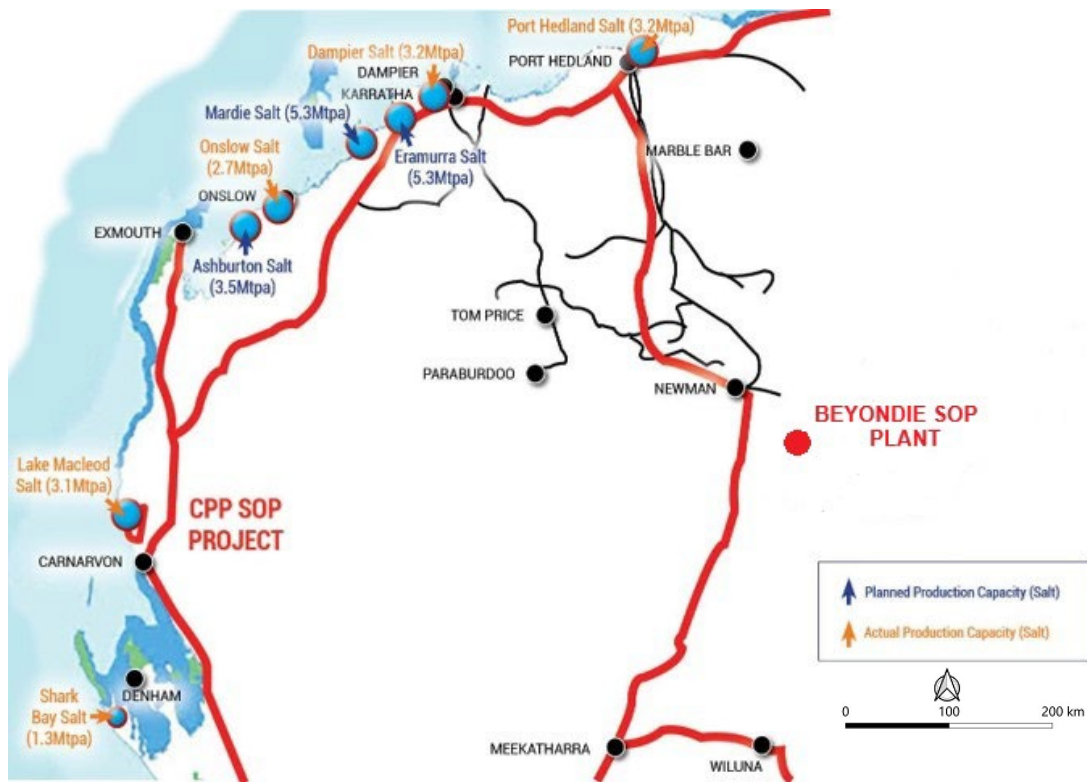 Port Hedland Salt (3.2Mtpa)
Dampier Salt (3.2Mtpa)
PORT HEDLAND
DAMPIER
KARRATHA
Mardie Salt (5.3Mtpa)
Onslow Salt
(2.7Mtpa)
Eramurra Salt
(5.3Mtpa)
MARBLE BAR
ONSLOW
EXMOUTH
Ashburton Salt
(3.5Mtpa)
TOM PRICE
PARABURDOO
NEWMAN
BEYONDIE SOP
PLANT
Lake Macleod
Salt (3.1Mtpa)
CPP SOP
PROJECT
CARNARVON
Planned Production Capacity (Salt)
Actual Production Capacity (Salt)
DENHAM
Shark
Bay Salt
(1.3Mtpa)
0 100 200 km
MEEKATHARRA
WILUNA